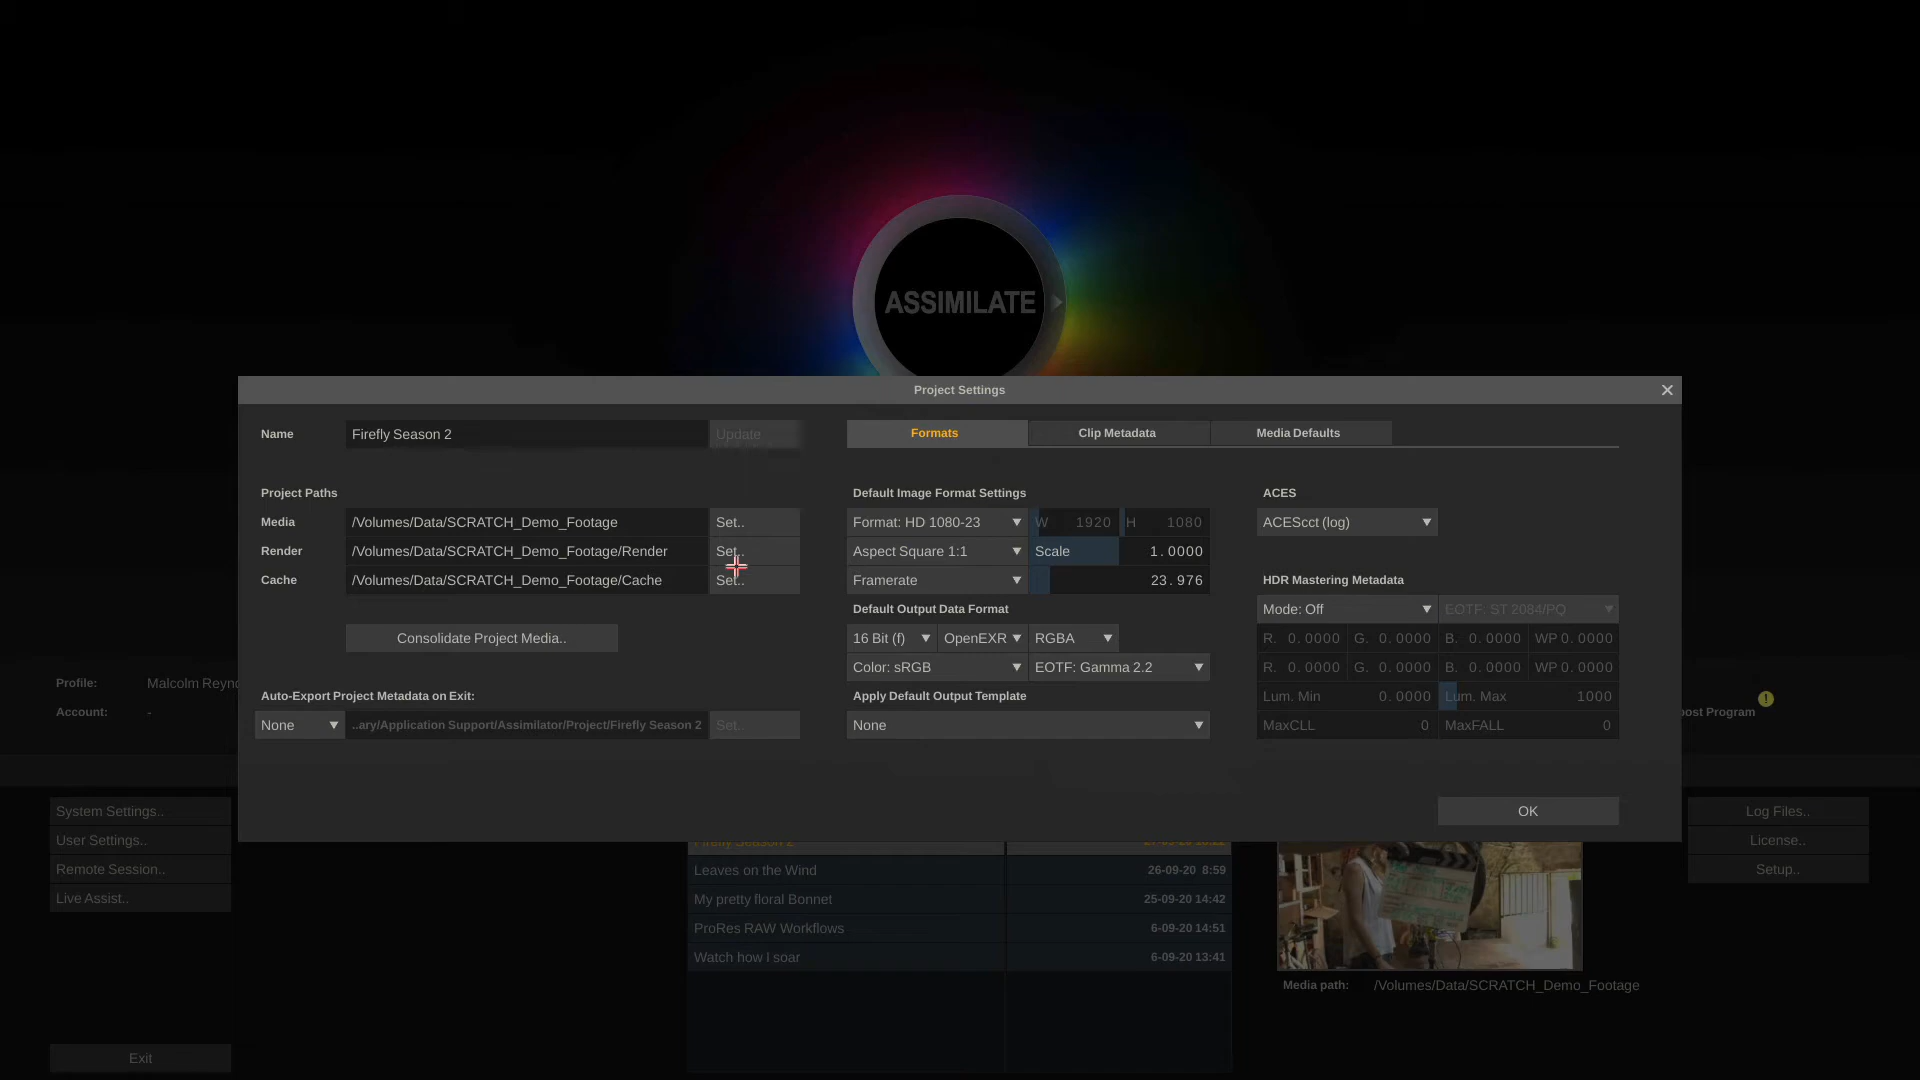 ASSIMILATE
Project Settings
Name
Firefly Season 2
Update
Formats
Clip Metadata
Media Defaults
Project Paths
Media
/Volumes/Data/SCRATCH_Demo_Footage
Set..
Render
/Volumes/Data/SCRATCH_Demo_Footage/Render
Set..
Cache
/Volumes/Data/SCRATCH_Demo_Footage/Cache
Set..
Consolidate Project Media..
Auto-Export Project Metadata on Exit:
None
..ary/Application Support/Assimilator/Project/Firefly Season 2
Set..
Default Image Format Settings
Format: HD 1080-23
W 1920
H 1080
Aspect Square 1:1
Scale 1.0000
Framerate
23.976
Default Output Data Format
16 Bit (f)
OpenEXR
RGBA
Color: sRGB
EOTF: Gamma 2.2
Apply Default Output Template
None
ACES
ACEScct (log)
HDR Mastering Metadata
Mode: Off
EOTF: ST 2084/PQ
R. 0.0000 G. 0.0000 B. 0.0000 WP 0.0000
R. 0.0000 G. 0.0000 B. 0.0000 WP 0.0000
Lum. Min 0.0000 Lum. Max 1000
MaxCLL 0 MaxFALL 0
OK
Profile: Malcolm Reyno
Account: -
ost Program
System Settings..
User Settings..
Remote Session..
Live Assist..
Exit
Firefly Season 2
Leaves on the Wind 26-09-20 8:59
My pretty floral Bonnet 25-09-20 14:42
ProRes RAW Workflows 6-09-20 14:51
Watch how I soar 6-09-20 13:41
Media path: /Volumes/Data/SCRATCH_Demo_Footage
Log Files..
License..
Setup..